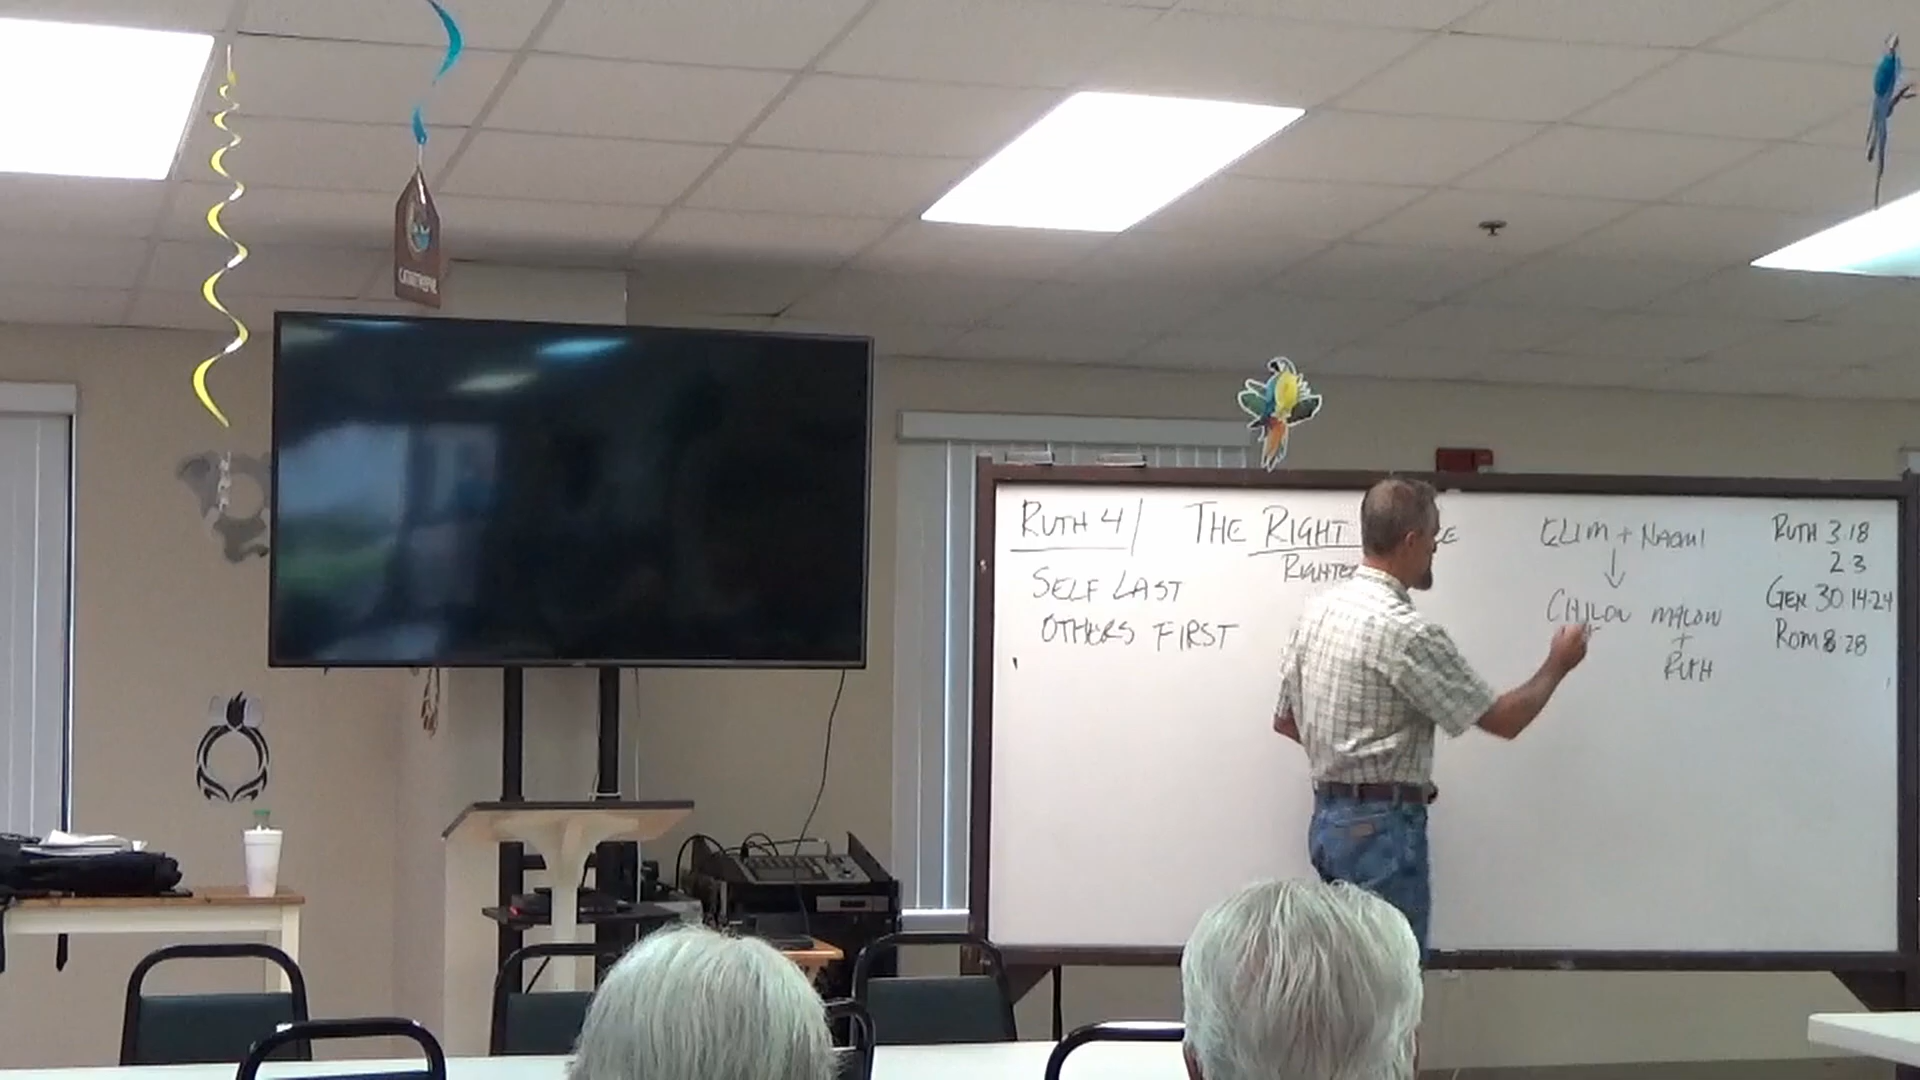 RUTH 4/ THE RIGHT
SELF LAST
OTHERS FIRST
ELIM + NAOMI
↓
CHILON MALON
+ +
RUTH
RUTH 3.18
2.3
GEN 30.14-24
ROM 8.28